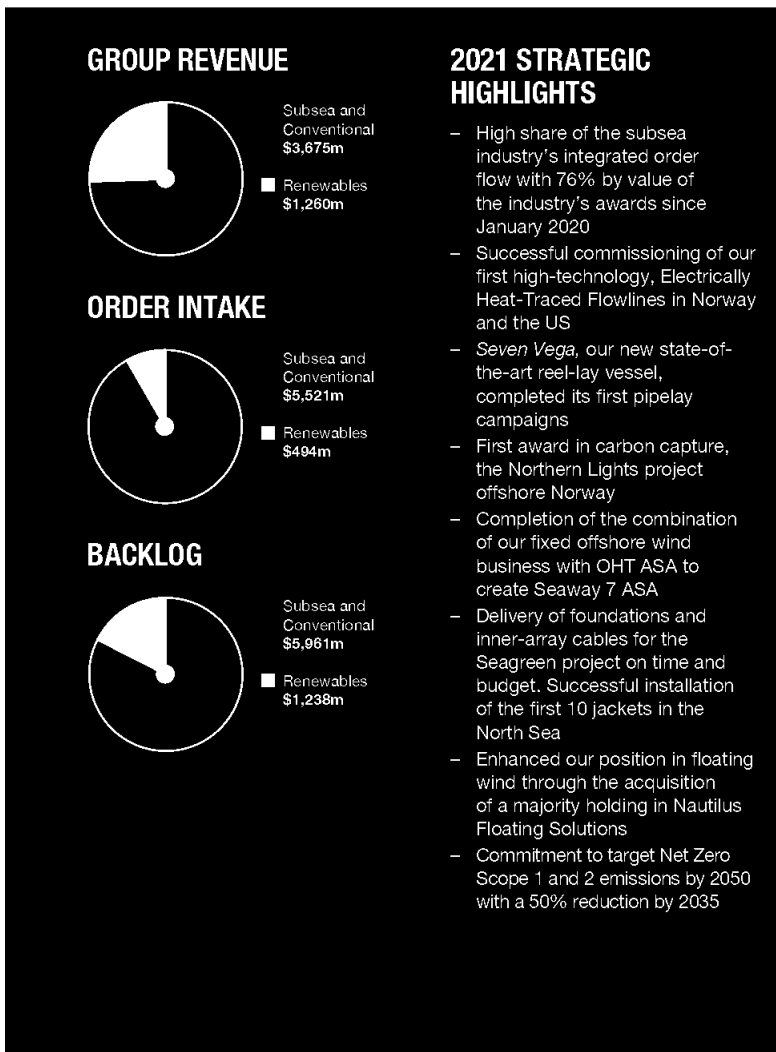 GROUP REVENUE
Subsea and
Conventional
$3,675m
Renewables
$1,260m
ORDER INTAKE
Subsea and
Conventional
$5,521m
Renewables
$494m
BACKLOG
Subsea and
Conventional
$5,961m
Renewables
$1,238m
2021 STRATEGIC
HIGHLIGHTS
– High share of the subsea
industry’s integrated order
flow with 76% by value of
the industry’s awards since
January 2020
– Successful commissioning of our
first high-technology, Electrically
Heat-Traced Flowlines in Norway
and the US
– Seven Vega, our new state-of-
the-art reel-lay vessel,
completed its first pipelay
campaigns
– First award in carbon capture,
the Northern Lights project
offshore Norway
– Completion of the combination
of our fixed offshore wind
business with OHT ASA to
create Seaway 7 ASA
– Delivery of foundations and
inner-array cables for the
Seagreen project on time and
budget. Successful installation
of the first 10 jackets in the
North Sea
– Enhanced our position in floating
wind through the acquisition
of a majority holding in Nautilus
Floating Solutions
– Commitment to target Net Zero
Scope 1 and 2 emissions by 2050
with a 50% reduction by 2035